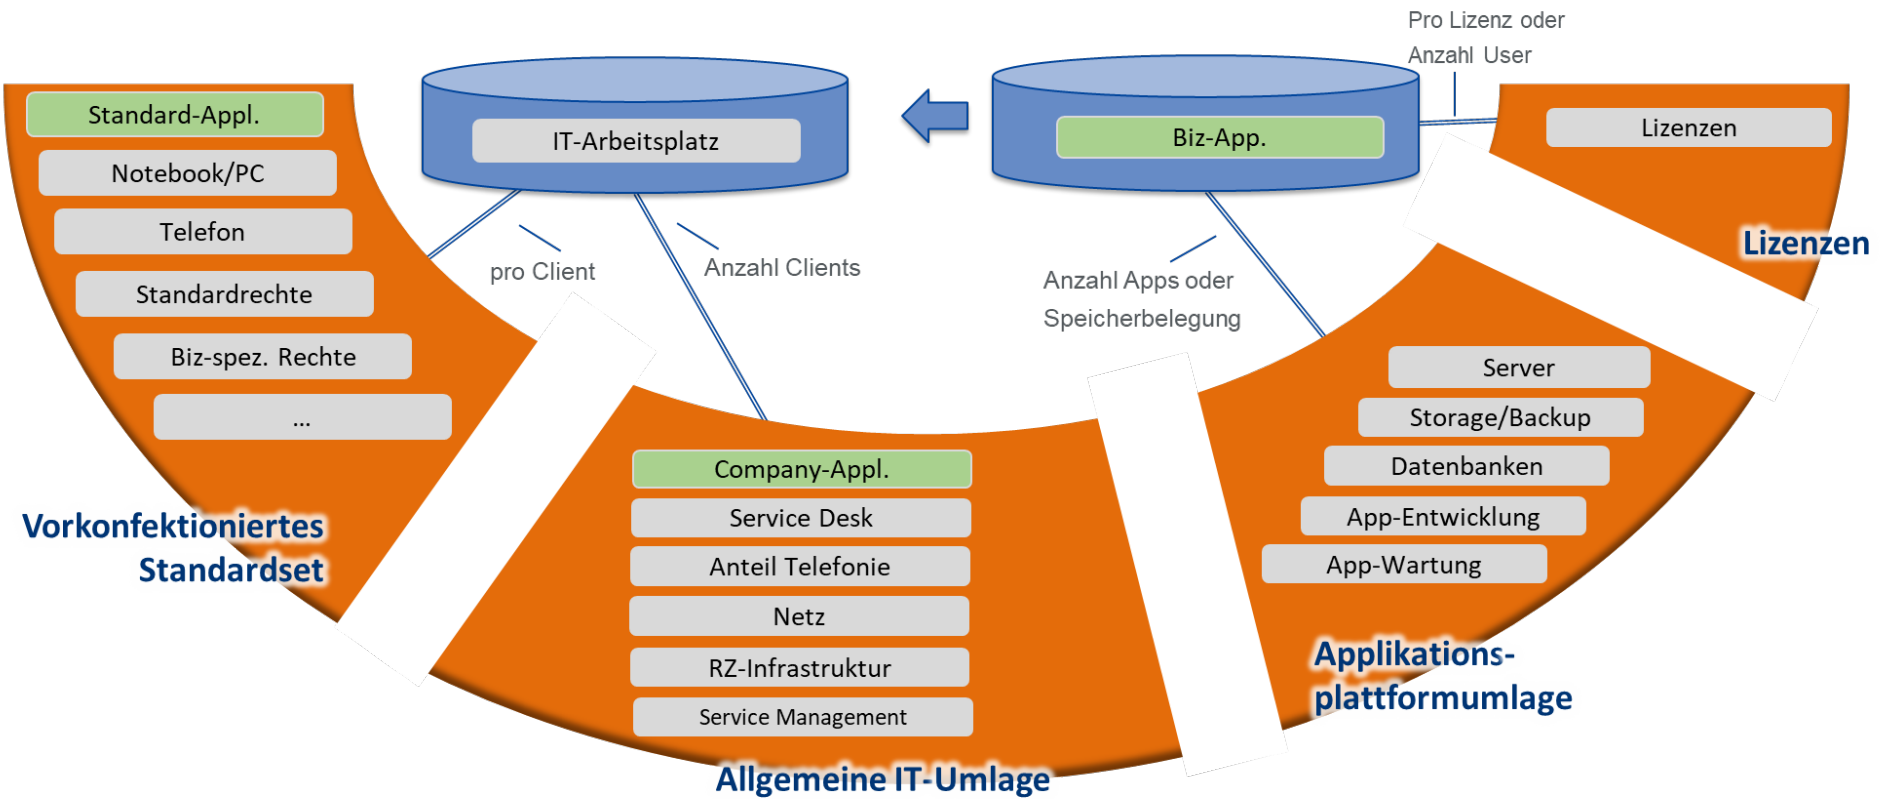 Pro Lizenz oder
Anzahl User
Standard-Appl.
Notebook/PC
Telefon
Standardrechte
Biz-spez. Rechte
...
Vorkonfektioniertes
Standardset
IT-Arbeitsplatz
pro Client
Anzahl Clients
Company-Appl.
Service Desk
Anteil Telefonie
Netz
RZ-Infrastruktur
Service Management
Allgemeine IT-Umlage
Biz-App.
Anzahl Apps oder
Speicherbelegung
Server
Storage/Backup
Datenbanken
App-Entwicklung
App-Wartung
Applikations-
plattformumlage
Lizenzen
Lizenzen